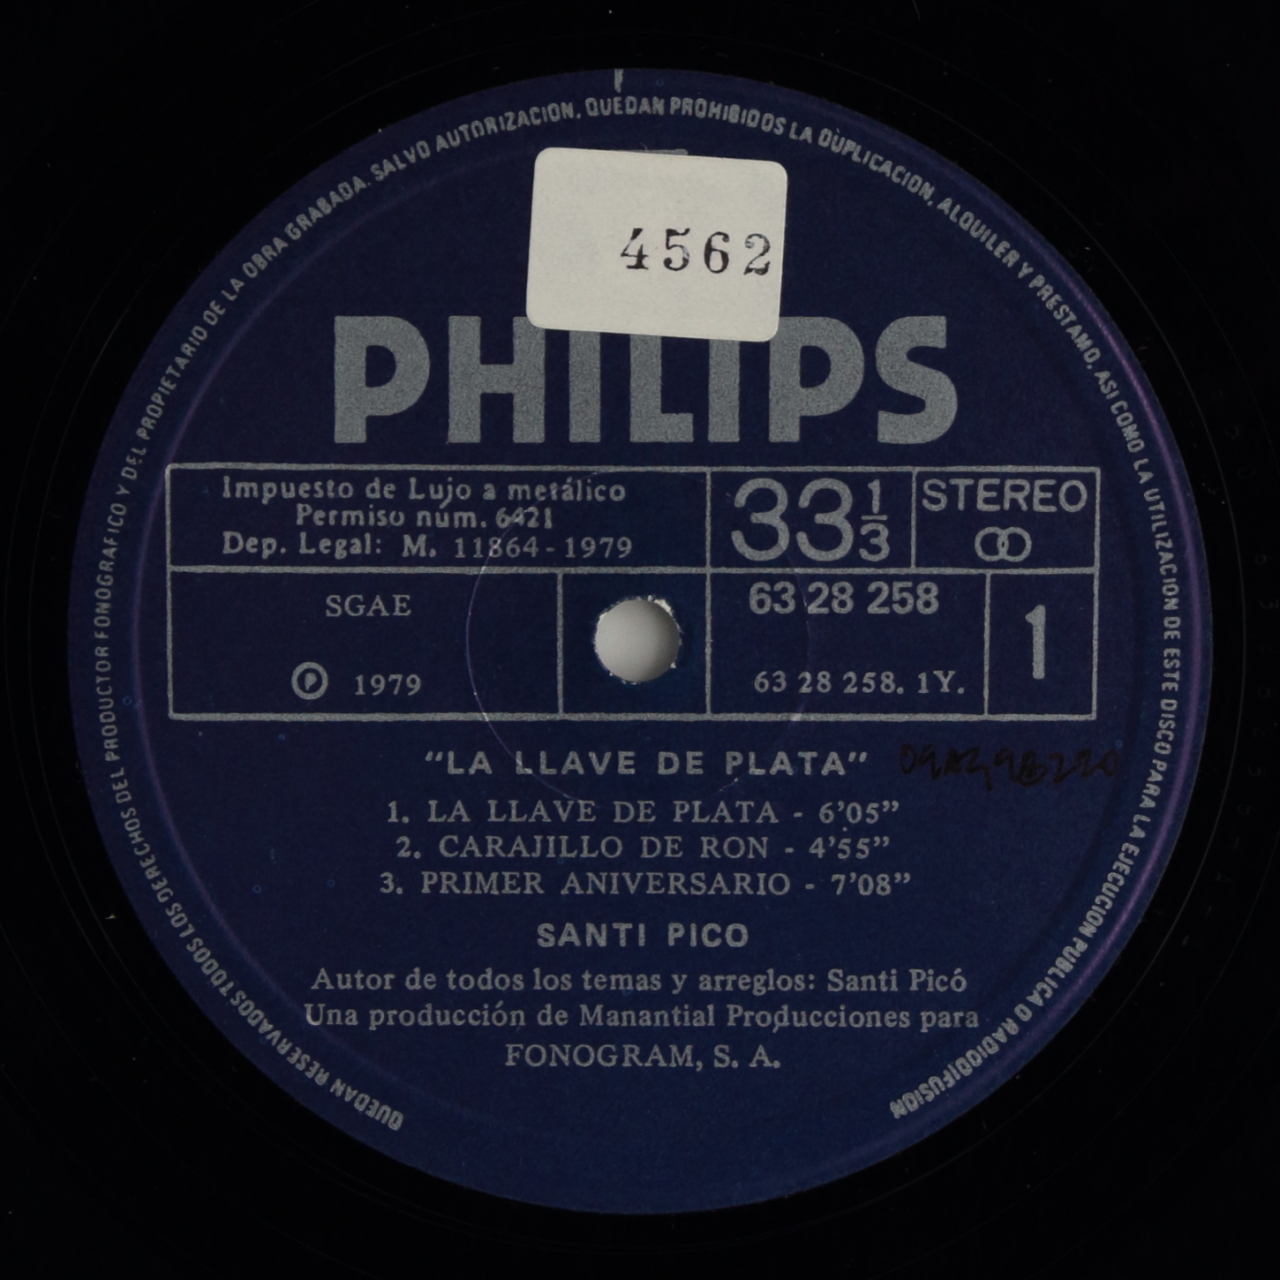 QUEDAN RESERVADOS TODOS LOS DERECHOS DEL PRODUCTOR FONOGRAFICO Y DEL PROPIETARIO DE LA OBRA GRABADA. SALVO AUTORIZACION, QUEDAN PROHIBIDOS LA DUPLICACION, ALQUILER Y PRESTAMO, ASI COMO LA UTILIZACION DE ESTE DISCO PARA LA EJECUCION PUBLICA O RADIODIFUSION
4562
PHILIPS
Impuesto de Lujo a metálico
Permiso num. 6421
Dep. Legal: M. 11864-1979
33 1/3
STEREO
SGAE
Ⓟ 1979
63 28 258
63 28 258. 1Y.
1
"LA LLAVE DE PLATA"
1. LA LLAVE DE PLATA - 6'05"
2. CARAJILLO DE RON - 4'55"
3. PRIMER ANIVERSARIO - 7'08"
SANTI PICO
Autor de todos los temas y arreglos: Santi Picó
Una producción de Manantial Producciones para
FONOGRAM, S. A.